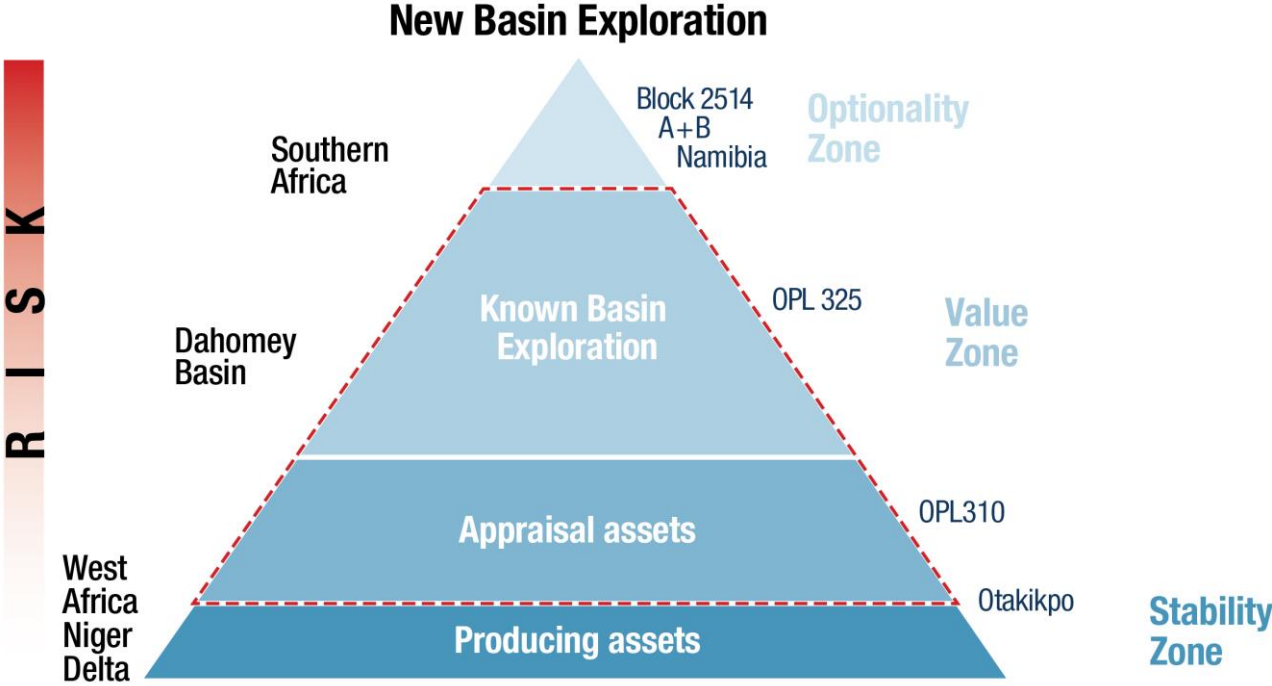 New Basin Exploration
Block 2514
A+B
Namibia
Optionality
Zone
Southern
Africa
RISK
Known Basin
Exploration
OPL 325
Value
Zone
Dahomey
Basin
Appraisal assets
OPL310
West
Africa
Niger
Delta
Otakikpo
Producing assets
Stability
Zone